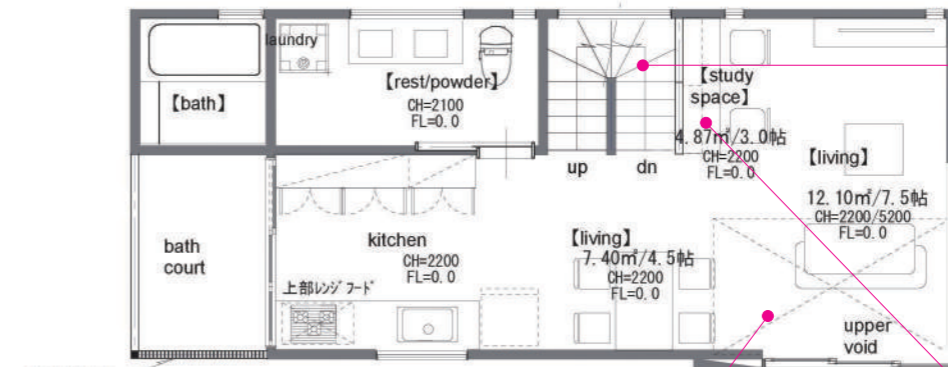 laundry
【bath】
【rest/powder】
CH=2100
FL=0.0
up
dn
【study
space】
4.87㎡/3.0帖
CH=2200
FL=0.0
【living】
12.10㎡/7.5帖
CH=2200/5200
FL=0.0
bath
court
kitchen
CH=2200
FL=0.0
上部ﾚﾝｼﾞﾌｰﾄﾞ
【living】
7.40㎡/4.5帖
CH=2200
FL=0.0
upper
void